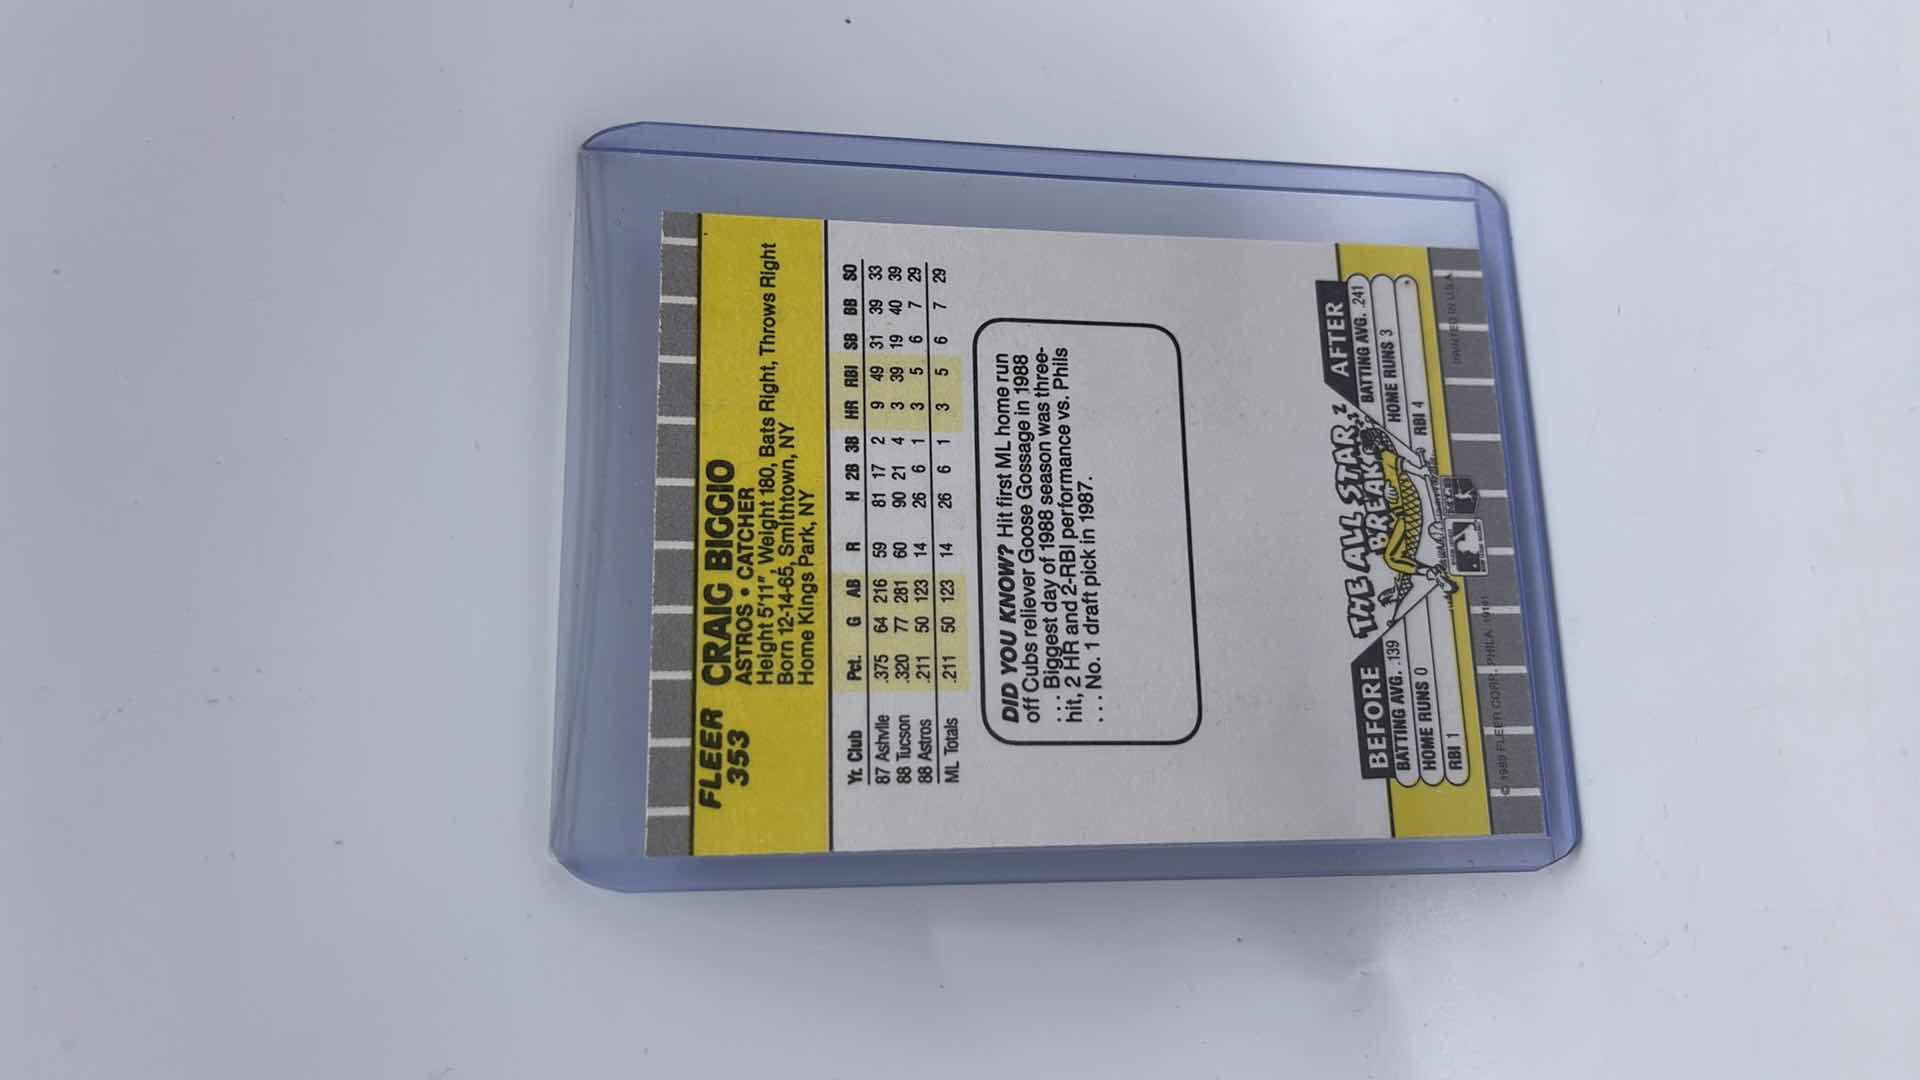 FLEER CRAIG BIGGIO
353 ASTROS • CATCHER
Height 5'11", Weight 180, Bats Right, Throws Right
Born 12-14-65, Smithtown, NY
Home Kings Park, NY
Yr. Club Pct. G AB R H 2B 3B HR RBI SB BB SO
87 Ashvlle .375 64 216 59 81 17 2 9 49 31 39 33
88 Tucson .320 77 281 60 90 21 4 3 39 19 40 39
88 Astros .211 50 123 14 26 6 1 3 5 6 7 29
ML Totals .211 50 123 14 26 6 1 3 5 6 7 29
DID YOU KNOW? Hit first ML home run
off Cubs reliever Goose Gossage in 1988
. . . Biggest day of 1988 season was three-
hit, 2 HR and 2-RBI performance vs. Phils
. . . No. 1 draft pick in 1987.
THE ALL STAR
BREAK
Z Z Z
BEFORE
BATTING AVG. .139
HOME RUNS 0
RBI 1
AFTER
BATTING AVG. .241
HOME RUNS 3
RBI 4
© 1989 FLEER CORP., PHILA. 19141
PRINTED IN U.S.A.